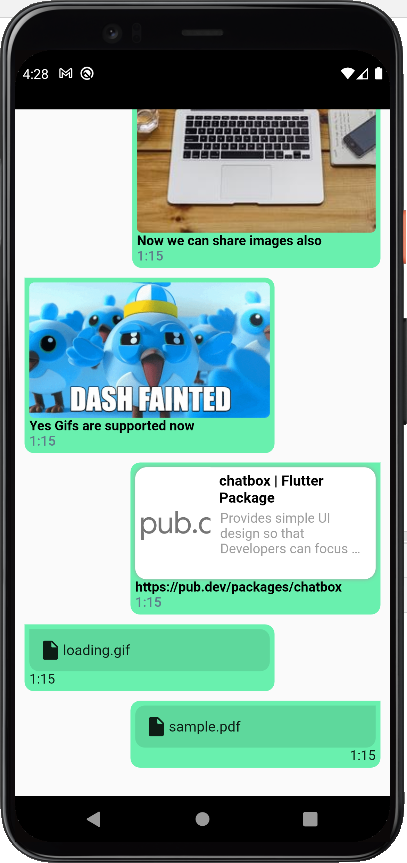 4:28
Now we can share images also
1:15
DASH FAINTED
Yes Gifs are supported now
1:15
pub.c
chatbox | Flutter
Package
Provides simple UI
design so that
Developers can focus ...
https://pub.dev/packages/chatbox
1:15
loading.gif
1:15
sample.pdf
1:15